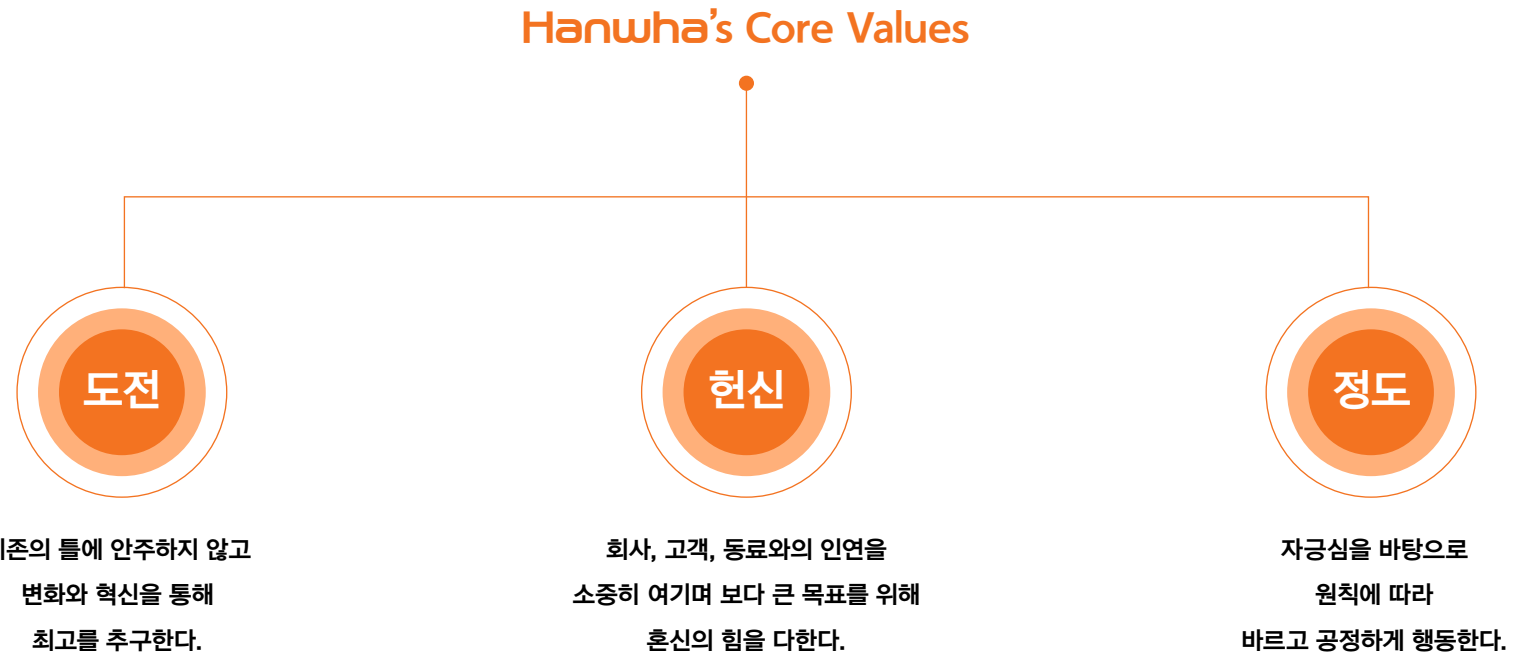 Hanwha's Core Values
도전
헌신
정도
틀에 안주하지 않고
변화와 혁신을 통해
최고를 추구한다.
회사, 고객, 동료와의 인연을
소중히 여기며 보다 큰 목표를 위해
혼신의 힘을 다한다.
자긍심을 바탕으로
원칙에 따라
바르고 공정하게 행동한다.